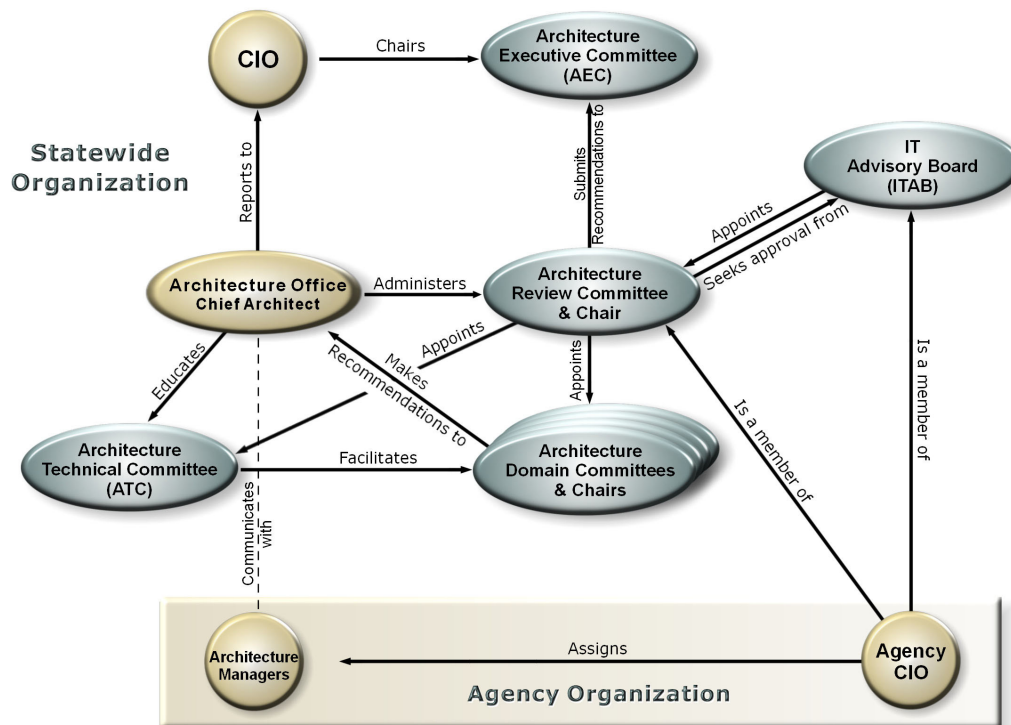 CIO
Chairs
Architecture
Executive Committee
(AEC)
Statewide
Organization
Reports to
Submits
Recommendations to
IT
Advisory Board
(ITAB)
Appoints
Seeks approval from
Architecture Office
Chief Architect
Administers
Architecture
Review Committee
& Chair
Educates
Appoints
Makes
Recommendations to
Appoints
Is a member of
Is a member of
Architecture
Technical Committee
(ATC)
Facilitates
Architecture
Domain Committees
& Chairs
Communicates
with
Architecture
Managers
Assigns
Agency
CIO
Agency Organization